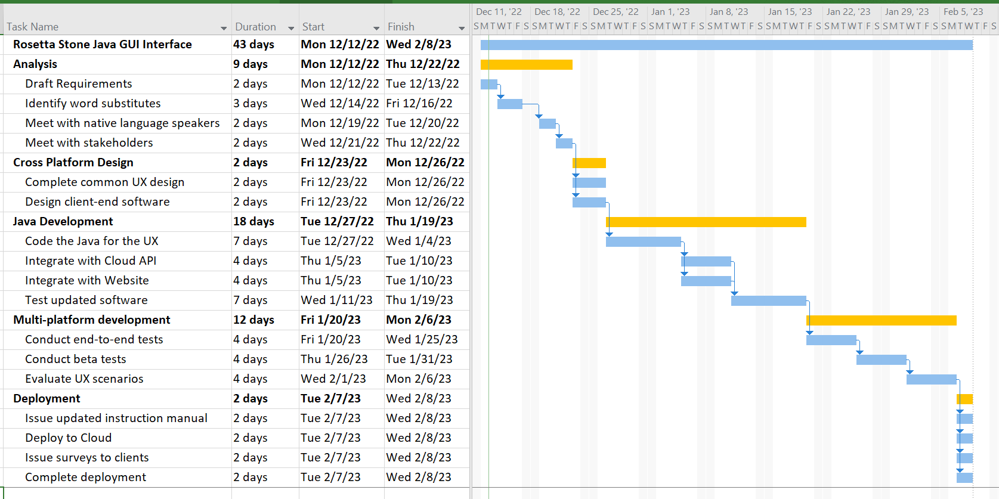 Dec 11, '22 Dec 18, '22 Dec 25, '22 Jan 1, '23 Jan 8, '23 Jan 15, '23 Jan 22, '23 Jan 29, '23 Feb 5, '23
Task Name Duration Start Finish S M T W T F S S M T W T F S S M T W T F S S M T W T F S S M T W T F S S M T W T F S S M T W T F S S M T W T F S S M T W T F S
Rosetta Stone Java GUI Interface 43 days Mon 12/12/22 Wed 2/8/23
Analysis 9 days Mon 12/12/22 Thu 12/22/22
Draft Requirements 2 days Mon 12/12/22 Tue 12/13/22
Identify word substitutes 3 days Wed 12/14/22 Fri 12/16/22
Meet with native language speakers 2 days Mon 12/19/22 Tue 12/20/22
Meet with stakeholders 2 days Wed 12/21/22 Thu 12/22/22
Cross Platform Design 2 days Fri 12/23/22 Mon 12/26/22
Complete common UX design 2 days Fri 12/23/22 Mon 12/26/22
Design client-end software 2 days Fri 12/23/22 Mon 12/26/22
Java Development 18 days Tue 12/27/22 Thu 1/19/23
Code the Java for the UX 7 days Tue 12/27/22 Wed 1/4/23
Integrate with Cloud API 4 days Thu 1/5/23 Tue 1/10/23
Integrate with Website 4 days Thu 1/5/23 Tue 1/10/23
Test updated software 7 days Wed 1/11/23 Thu 1/19/23
Multi-platform development 12 days Fri 1/20/23 Mon 2/6/23
Conduct end-to-end tests 4 days Fri 1/20/23 Wed 1/25/23
Conduct beta tests 4 days Thu 1/26/23 Tue 1/31/23
Evaluate UX scenarios 4 days Wed 2/1/23 Mon 2/6/23
Deployment 2 days Tue 2/7/23 Wed 2/8/23
Issue updated instruction manual 2 days Tue 2/7/23 Wed 2/8/23
Deploy to Cloud 2 days Tue 2/7/23 Wed 2/8/23
Issue surveys to clients 2 days Tue 2/7/23 Wed 2/8/23
Complete deployment 2 days Tue 2/7/23 Wed 2/8/23